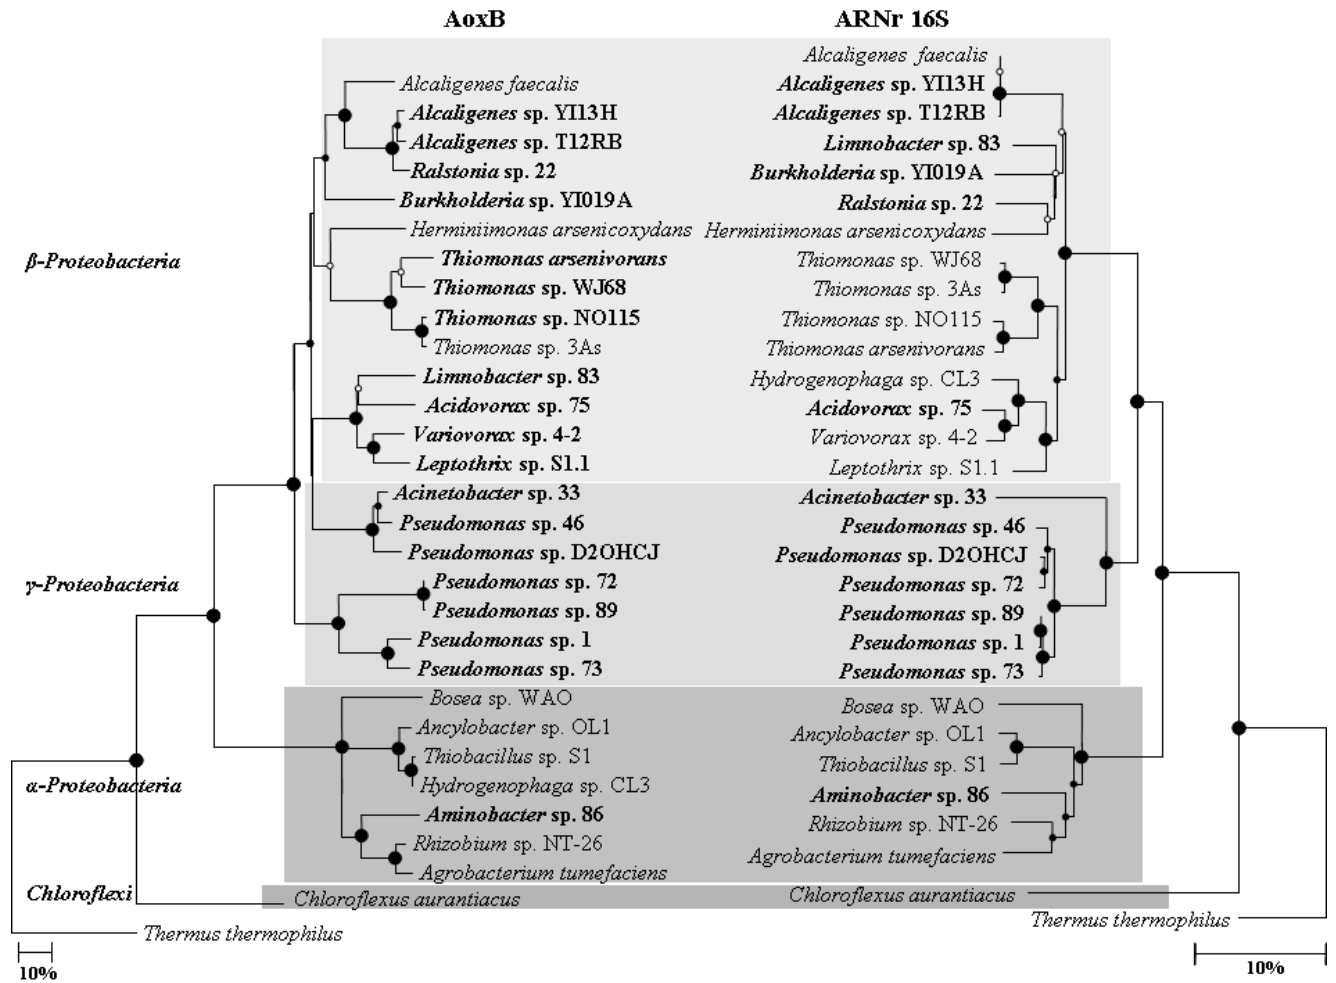 AoxB
ARNr 16S
Alcaligenes faecalis
Alcaligenes sp. YI13H
Alcaligenes sp. T12RB
Ralstonia sp. 22
Burkholderia sp. YI019A
Herminiimonas arsenicoxydans
Thiomonas arsenivorans
Thiomonas sp. WJ68
Thiomonas sp. NO115
Thiomonas sp. 3As
Limnobacter sp. 83
Acidovorax sp. 75
Variovorax sp. 4-2
Leptothrix sp. S1.1
Acinetobacter sp. 33
Pseudomonas sp. 46
Pseudomonas sp. D2OHCJ
Pseudomonas sp. 72
Pseudomonas sp. 89
Pseudomonas sp. 1
Pseudomonas sp. 73
Bosea sp. WAO
Ancylobacter sp. OL1
Thiobacillus sp. S1
Hydrogenophaga sp. CL3
Aminobacter sp. 86
Rhizobium sp. NT-26
Agrobacterium tumefaciens
Chloroflexus aurantiacus
Thermus thermophilus
10%
Alcaligenes faecalis
Alcaligenes sp. YI13H
Alcaligenes sp. T12RB
Limnobacter sp. 83
Burkholderia sp. YI019A
Ralstonia sp. 22
Herminiimonas arsenicoxydans
Thiomonas sp. WJ68
Thiomonas sp. 3As
Thiomonas sp. NO115
Thiomonas arsenivorans
Hydrogenophaga sp. CL3
Acidovorax sp. 75
Variovorax sp. 4-2
Leptothrix sp. S1.1
Acinetobacter sp. 33
Pseudomonas sp. 46
Pseudomonas sp. D2OHCJ
Pseudomonas sp. 72
Pseudomonas sp. 89
Pseudomonas sp. 1
Pseudomonas sp. 73
Bosea sp. WAO
Ancylobacter sp. OL1
Thiobacillus sp. S1
Aminobacter sp. 86
Rhizobium sp. NT-26
Agrobacterium tumefaciens
Chloroflexus aurantiacus
Thermus thermophilus
10%
β-Proteobacteria
γ-Proteobacteria
α-Proteobacteria
Chloroflexi